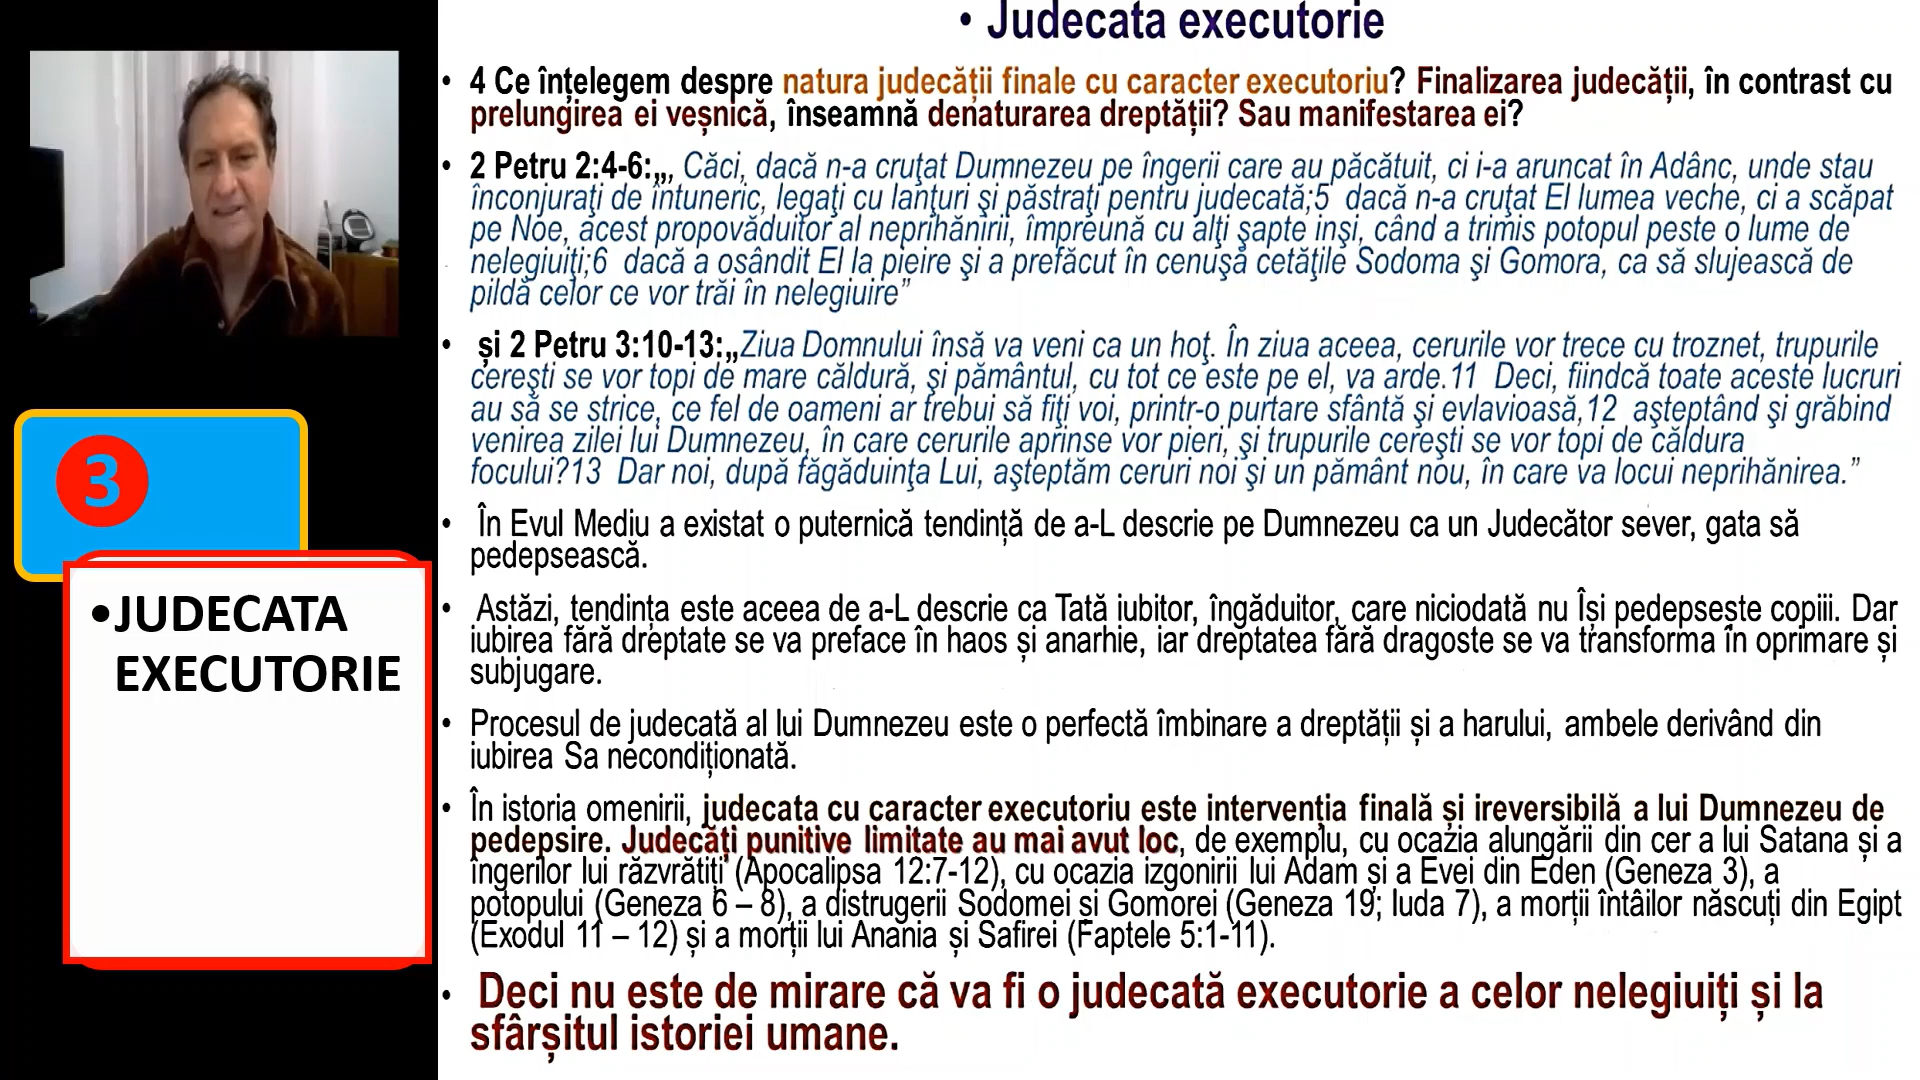 • Judecata executorie
• 4 Ce înțelegem despre natura judecății finale cu caracter executoriu? Finalizarea judecății, în contrast cu
prelungirea ei veșnică, înseamnă denaturarea dreptății? Sau manifestarea ei?
• 2 Petru 2:4-6:„, Căci, dacă n-a cruţat Dumnezeu pe îngerii care au păcătuit, ci i-a aruncat în Adânc, unde stau
înconjuraţi de întuneric, legaţi cu lanţuri şi păstraţi pentru judecată;5 dacă n-a cruţat El lumea veche, ci a scăpat
pe Noe, acest propovăduitor al neprihănirii, împreună cu alţi şapte inşi, când a trimis potopul peste o lume de
nelegiuiţi;6 dacă a osândit El la pieire şi a prefăcut în cenuşă cetăţile Sodoma şi Gomora, ca să slujească de
pildă celor ce vor trăi în nelegiuire”
• și 2 Petru 3:10-13:„Ziua Domnului însă va veni ca un hoţ. În ziua aceea, cerurile vor trece cu troznet, trupurile
cereşti se vor topi de mare căldură, şi pământul, cu tot ce este pe el, va arde.11 Deci, fiindcă toate aceste lucruri
au să se strice, ce fel de oameni ar trebui să fiţi voi, printr-o purtare sfântă şi evlavioasă,12 aşteptând şi grăbind
venirea zilei lui Dumnezeu, în care cerurile aprinse vor pieri, şi trupurile cereşti se vor topi de căldura
focului?13 Dar noi, după făgăduinţa Lui, aşteptăm ceruri noi şi un pământ nou, în care va locui neprihănirea.”
• În Evul Mediu a existat o puternică tendință de a-L descrie pe Dumnezeu ca un Judecător sever, gata să
pedepsească.
• Astăzi, tendința este aceea de a-L descrie ca Tată iubitor, îngăduitor, care niciodată nu Își pedepsește copiii. Dar
iubirea fără dreptate se va preface în haos și anarhie, iar dreptatea fără dragoste se va transforma în oprimare și
subjugare.
• Procesul de judecată al lui Dumnezeu este o perfectă îmbinare a dreptății și a harului, ambele derivând din
iubirea Sa necondiționată.
• În istoria omenirii, judecata cu caracter executoriu este intervenția finală și ireversibilă a lui Dumnezeu de
pedepsire. Judecăți punitive limitate au mai avut loc, de exemplu, cu ocazia alungării din cer a lui Satana și a
îngerilor lui răzvrătiți (Apocalipsa 12:7-12), cu ocazia izgonirii lui Adam și a Evei din Eden (Geneza 3), a
potopului (Geneza 6 – 8), a distrugerii Sodomei și Gomorei (Geneza 19; Iuda 7), a morții întâilor născuți din Egipt
(Exodul 11 – 12) și a morții lui Anania și Safirei (Faptele 5:1-11).
• Deci nu este de mirare că va fi o judecată executorie a celor nelegiuiți și la
sfârșitul istoriei umane.
3
•JUDECATA
EXECUTORIE